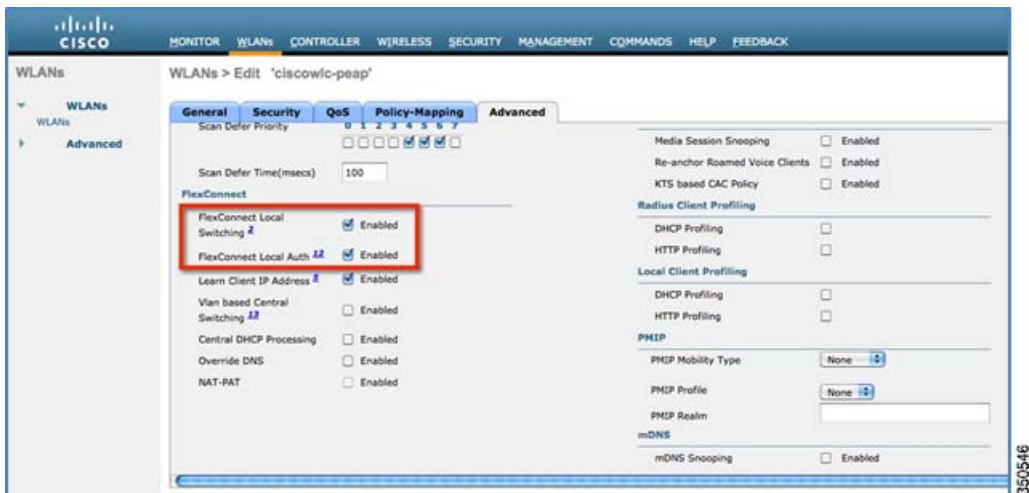 CISCO
MONITOR WLANs CONTROLLER WIRELESS SECURITY MANAGEMENT COMMANDS HELP FEEDBACK
WLANs
WLANs
WLANs
Advanced
WLANs > Edit 'ciscowlc-peap'
General Security QoS Policy-Mapping Advanced
Scan Defer Priority 0 1 2 3 4 5 6 7
Scan Defer Time(msecs) 100
FlexConnect
FlexConnect Local
Switching 2 Enabled
FlexConnect Local Auth 12 Enabled
Learn Client IP Address Enabled
Vlan based Central
Switching 13 Enabled
Central DHCP Processing Enabled
Override DNS Enabled
NAT-PAT Enabled
Media Session Snooping Enabled
Re-anchor Roamed Voice Clients Enabled
KTS based CAC Policy Enabled
Radius Client Profiling
DHCP Profiling
HTTP Profiling
Local Client Profiling
DHCP Profiling
HTTP Profiling
PMIP
PMIP Mobility Type None
PMIP Profile None
PMIP Realm
mDNS
mDNS Snooping Enabled
360546